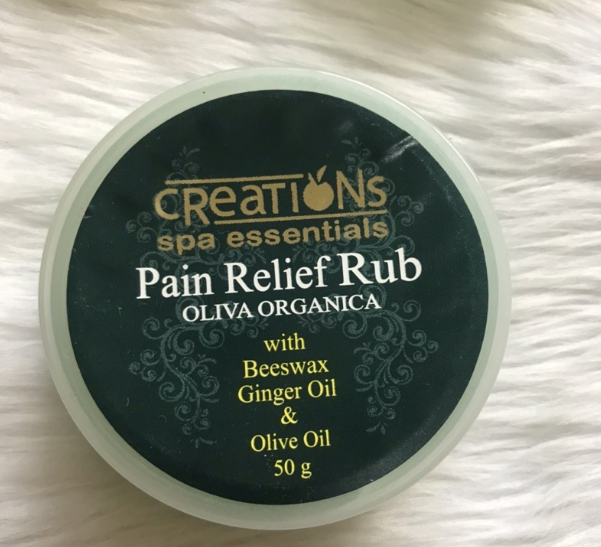 CREATIONS
spa essentials
Pain Relief Rub
OLIVA ORGANICA
with
Beeswax
Ginger Oil
&
Olive Oil
50 g